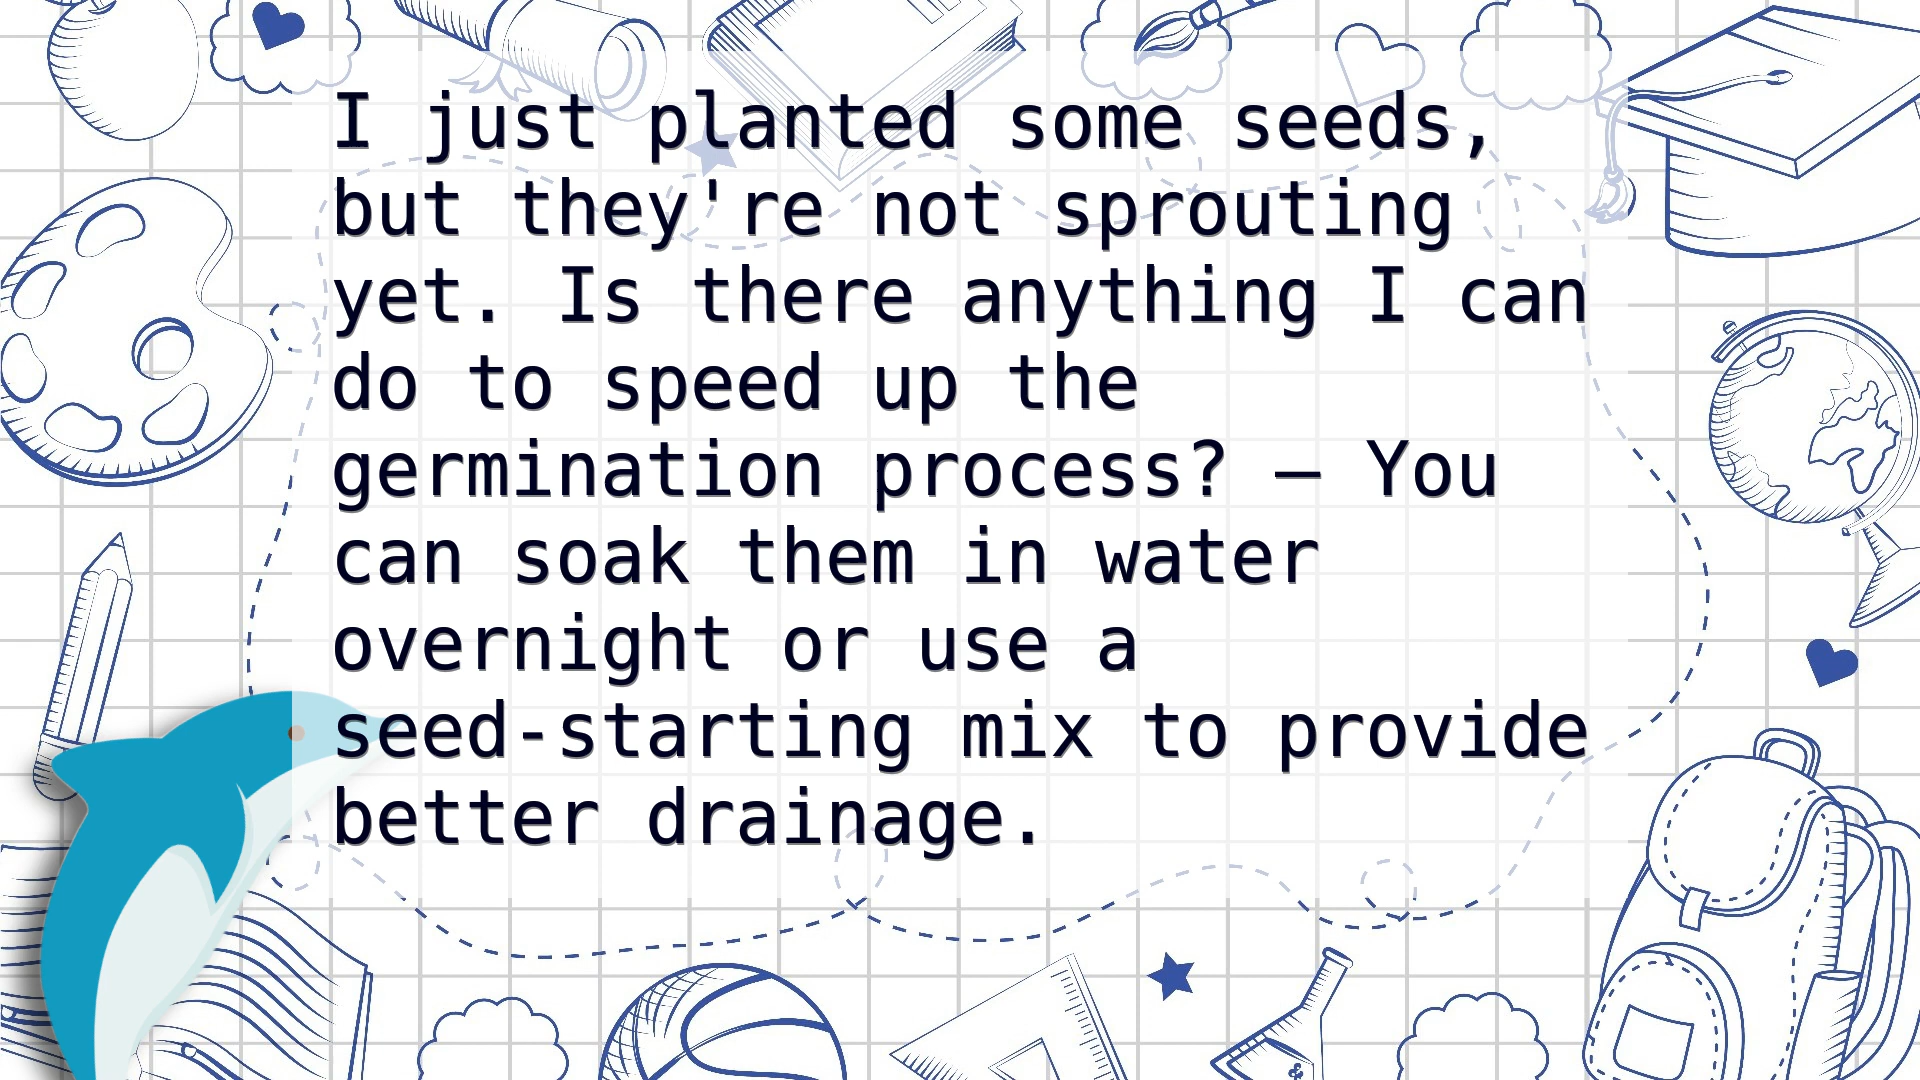 I just planted some seeds,
but they're not sprouting
yet. Is there anything I can
do to speed up the
germination process? – You
can soak them in water
overnight or use a
seed-starting mix to provide
better drainage.